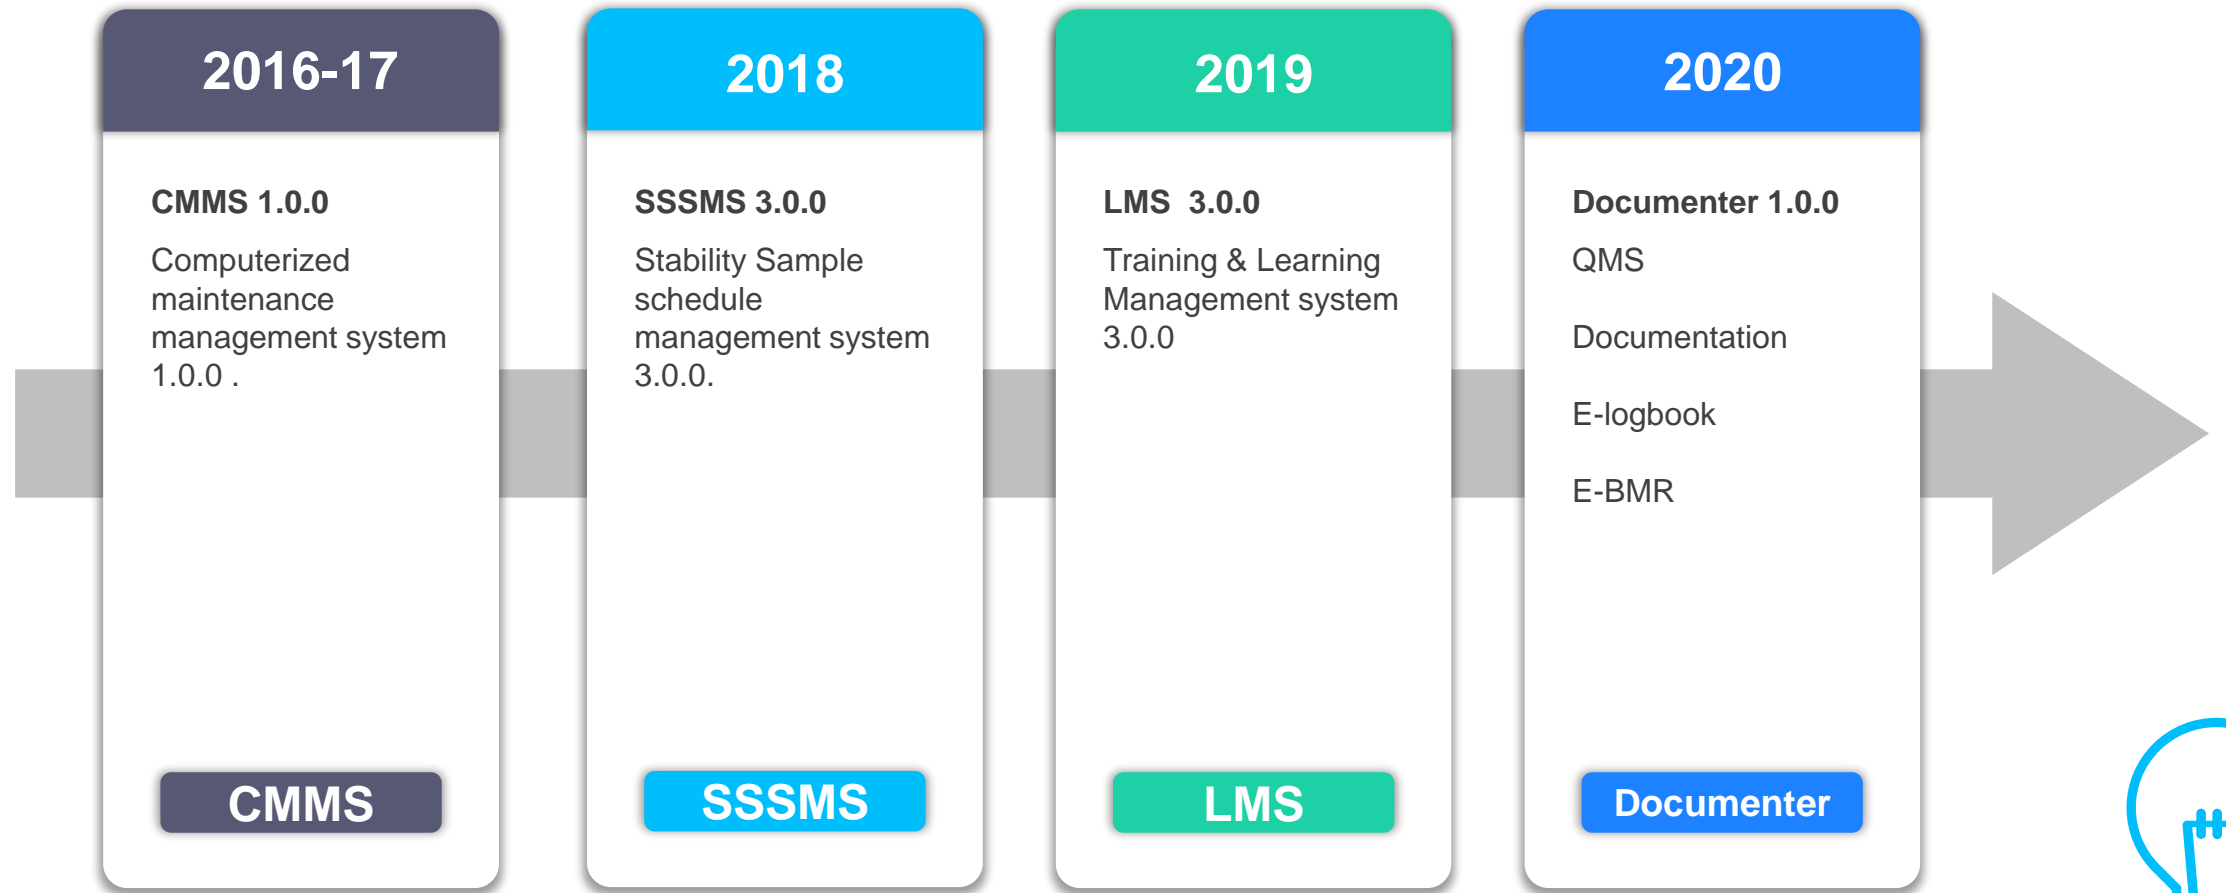 2016-17
CMMS 1.0.0
Computerized
maintenance
management system
1.0.0 .
CMMS
2018
SSSMS 3.0.0
Stability Sample
schedule
management system
3.0.0.
SSSMS
2019
LMS  3.0.0
Training & Learning
Management system
3.0.0
LMS
2020
Documenter 1.0.0
QMS
Documentation
E-logbook
E-BMR
Documenter